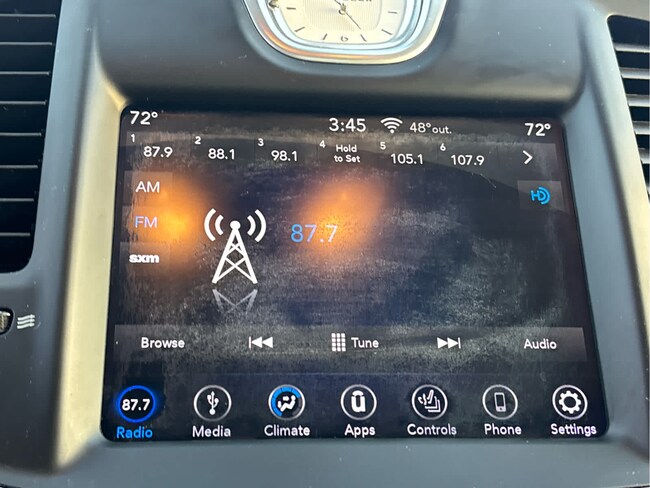 72°
3:45
48° out.
72°
1
87.9
2
88.1
3
98.1
4
Hold
to Set
5
105.1
6
107.9
AM
FM
sxm
87.7
HD
Browse
Tune
Audio
87.7
Radio
Media
Climate
Apps
Controls
Phone
Settings